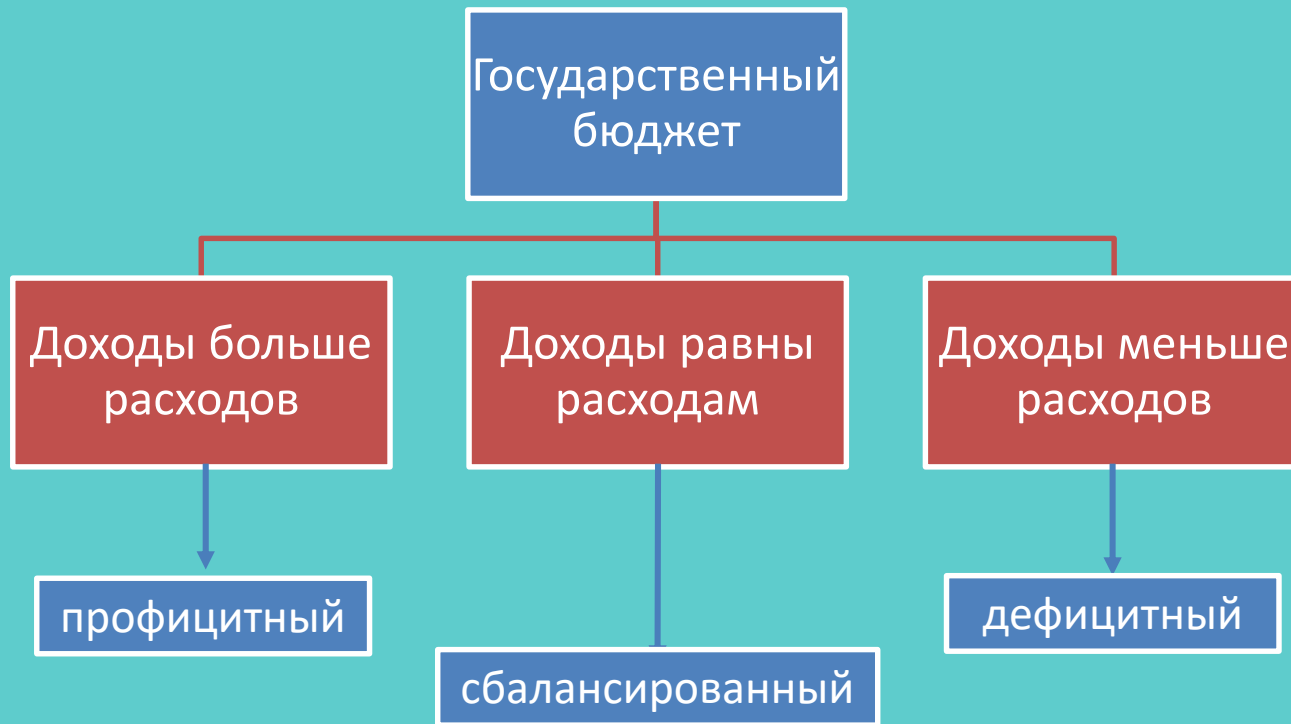 Государственный
бюджет
Доходы больше
расходов
Доходы равны
расходам
Доходы меньше
расходов
профицитный
сбалансированный
дефицитный